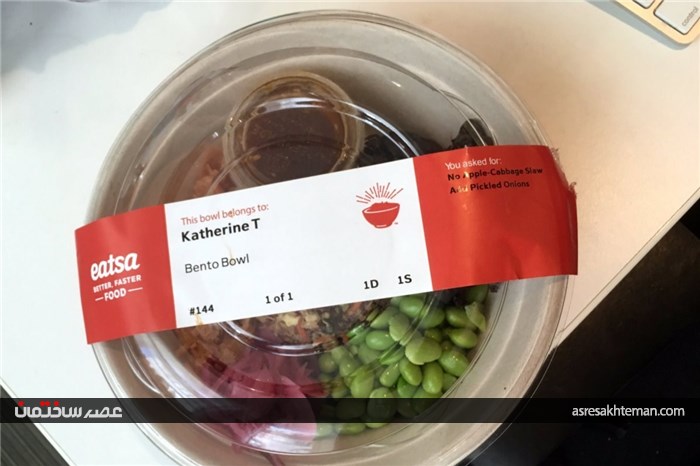 eatsa
BETTER, FASTER
FOOD
This bowl belongs to:
Katherine T
Bento Bowl
#144
1 of 1
1D 1S
You asked for:
No Apple-Cabbage Slaw
Add Pickled Onions
عصر ساختمان
asresakhteman.com